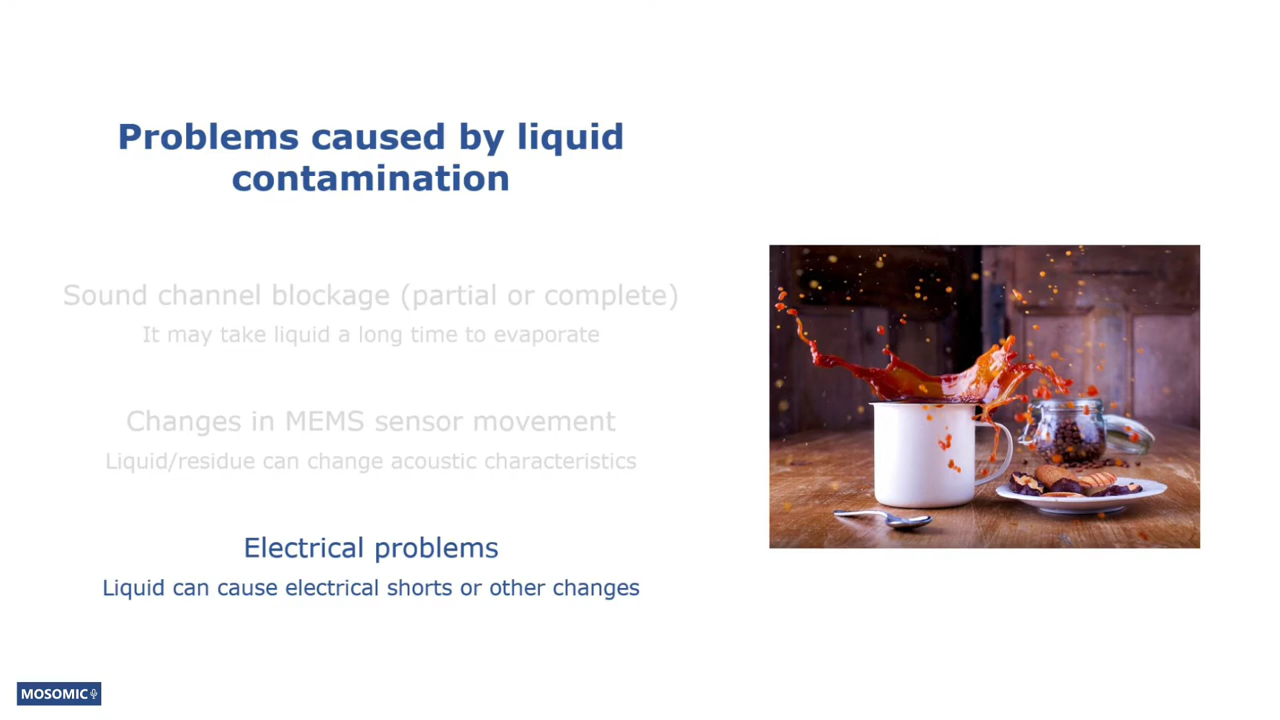 Problems caused by liquid
contamination
Sound channel blockage (partial or complete)
It may take liquid a long time to evaporate
Changes in MEMS sensor movement
Liquid/residue can change acoustic characteristics
Electrical problems
Liquid can cause electrical shorts or other changes
MOSOMIC